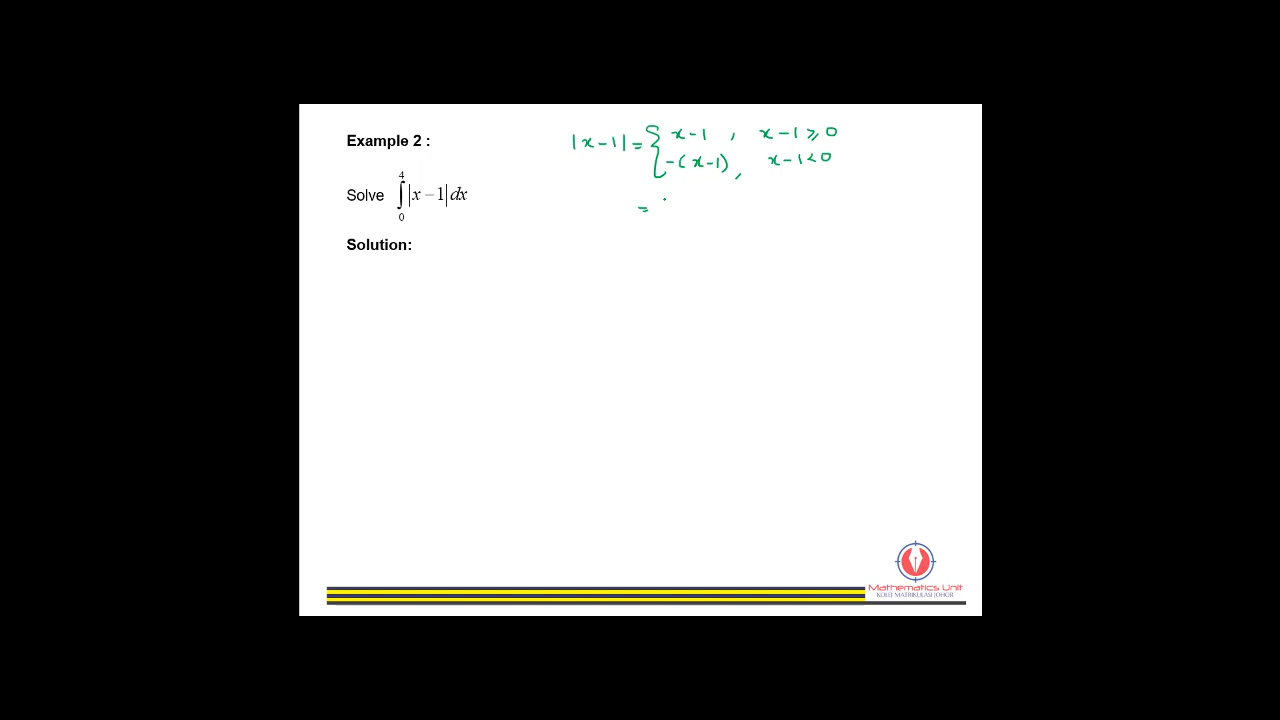 Example 2 :
|x-1| = { x-1 , x-1 ⩾ 0
-(x-1), x-1 < 0
Solve ∫₀⁴ |x − 1| dx
=
Solution:
Mathematics Unit
KOLEJ MATRIKULASI JOHOR